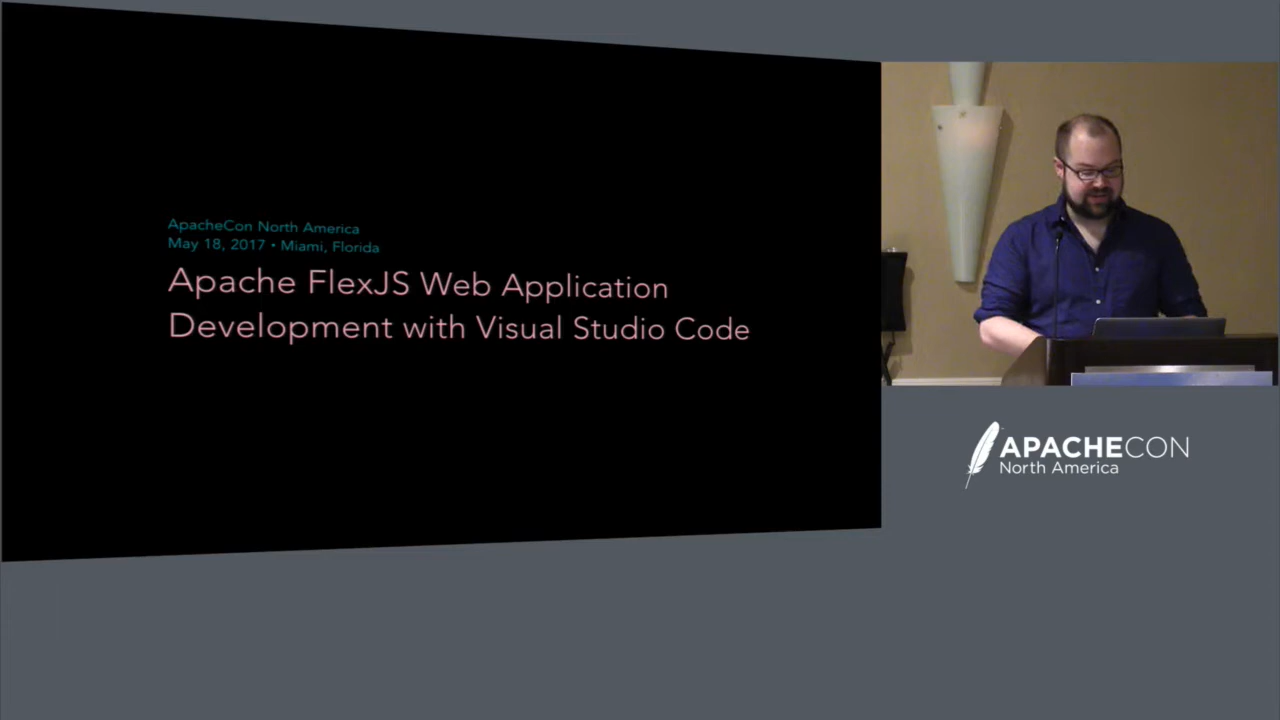 ApacheCon North America
May 18, 2017 • Miami, Florida
Apache FlexJS Web Application
Development with Visual Studio Code
APACHECON
North America